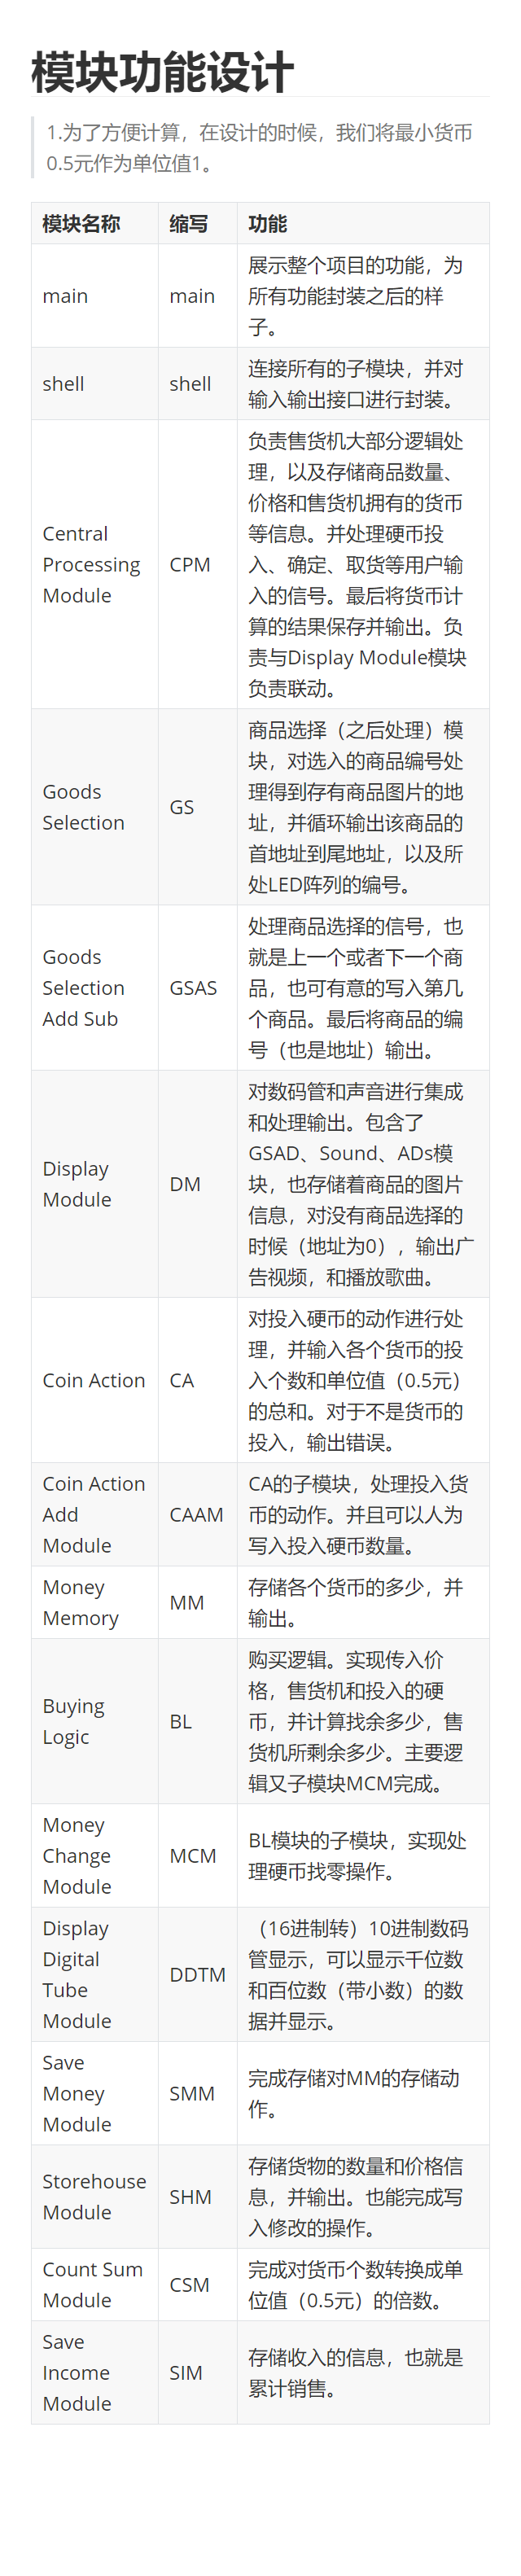 模块功能设计
1.为了方便计算，在设计的时候，我们将最小货币
0.5元作为单位值1。
模块名称 缩写 功能
main main 展示整个项目的功能，为
所有功能封装之后的样
子。
shell shell 连接所有的子模块，并对
输入输出接口进行封装。
Central
Processing
Module
CPM
负责售货机大部分逻辑处
理，以及存储商品数量、
价格和售货机拥有的货币
等信息。并处理硬币投
入、确定、取货等用户输
入的信号。最后将货币计
算的结果保存并输出。负
责与Display Module模块
负责联动。
Goods
Selection
GS
商品选择（之后处理）模
块，对选入的商品编号处
理得到存有商品图片的地
址，并循环输出该商品的
首地址到尾地址，以及所
处LED阵列的编号。
Goods
Selection
Add Sub
GSAS
处理商品选择的信号，也
就是上一个或者下一个商
品，也可有意的写入第几
个商品。最后将商品的编
号（也是地址）输出。
Display
Module
DM
对数码管和声音进行集成
和处理输出。包含了
GSAD、Sound、ADs模
块，也存储着商品的图片
信息，对没有商品选择的
时候（地址为0），输出广
告视频，和播放歌曲。
Coin Action
CA
对投入硬币的动作进行处
理，并输入各个货币的投
入个数和单位值（0.5元）
的总和。对于不是货币的
投入，输出错误。
Coin Action
Add
Module
CAAM
CA的子模块，处理投入货
币的动作。并且可以人为
写入投入硬币数量。
Money
Memory
MM
存储各个货币的多少，并
输出。
Buying
Logic
BL
购买逻辑。实现传入价
格，售货机和投入的硬
币，并计算找余多少，售
货机所剩余多少。主要逻
辑又子模块MCM完成。
Money
Change
Module
MCM
BL模块的子模块，实现处
理硬币找零操作。
Display
Digital
Tube
Module
DDTM
（16进制转）10进制数码
管显示，可以显示千位数
和百位数（带小数）的数
据并显示。
Save
Money
Module
SMM
完成存储对MM的存储动
作。
Storehouse
Module
SHM
存储货物的数量和价格信
息，并输出。也能完成写
入修改的操作。
Count Sum
Module
CSM
完成对货币个数转换成单
位值（0.5元）的倍数。
Save
Income
Module
SIM
存储收入的信息，也就是
累计销售。